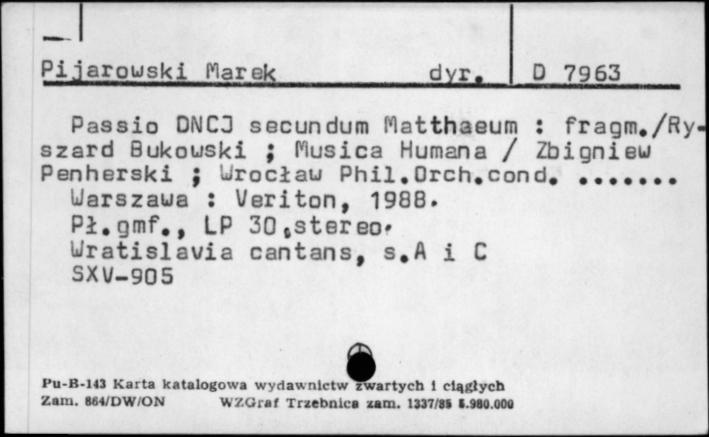 Pijarowski Marek dyr. D 7963
Passio DNCJ secundum Matthaeum : fragm./Ry-
szard Bukowski ; Musica Humana / Zbigniew
Penherski ; Wrocław Phil.Orch.cond. .......
Warszawa : Veriton, 1988.
Pł.gmf., LP 30,stereo.
Wratislavia cantans, s.A i C
SXV-905
Pu-B-143 Karta katalogowa wydawnictw zwartych i ciągłych
Zam. 864/DW/ON WZGraf Trzebnica zam. 1337/85 5.980.000